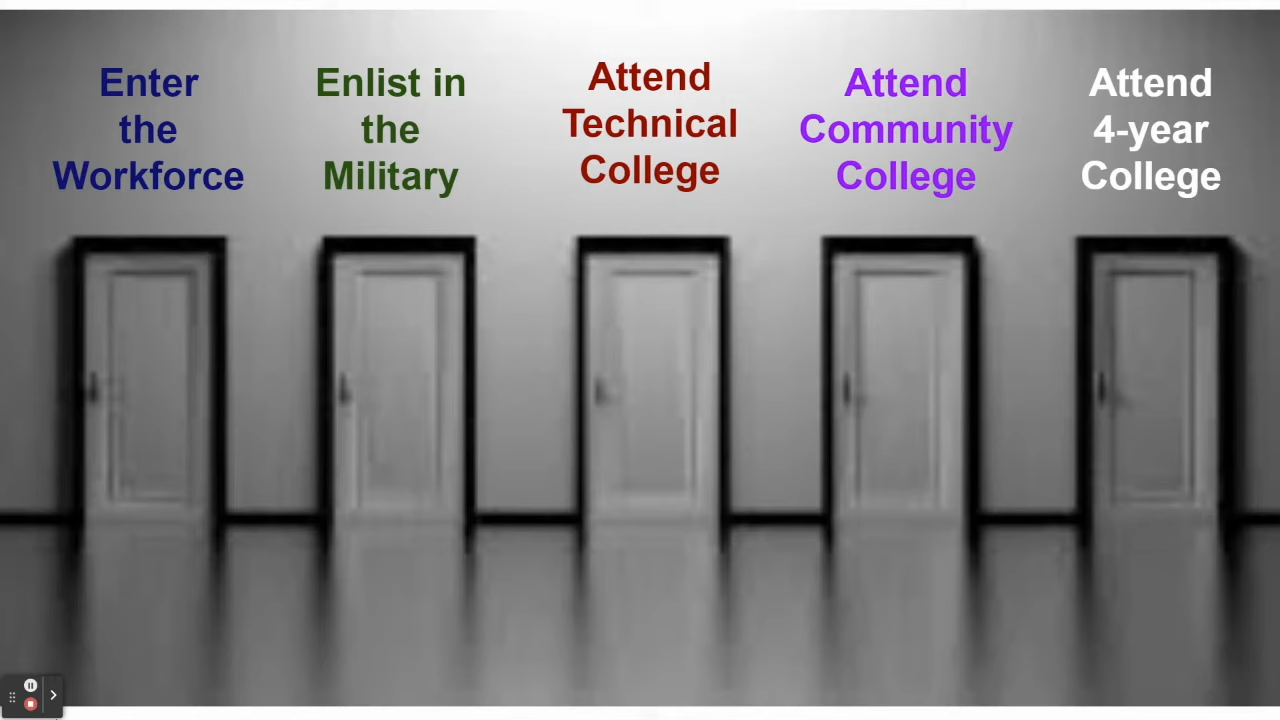 Enter
the
Workforce
Enlist in
the
Military
Attend
Technical
College
Attend
Community
College
Attend
4-year
College